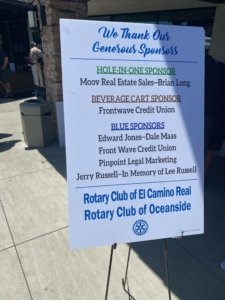 We Thank Our
Generous Sponsors
HOLE-IN-ONE SPONSOR
Moov Real Estate Sales--Brian Long
BEVERAGE CART SPONSOR
Frontwave Credit Union
BLUE SPONSORS
Edward Jones--Dale Maas
Front Wave Credit Union
Pinpoint Legal Marketing
Jerry Russell--In Memory of Lee Russell
Rotary Club of El Camino Real
Rotary Club of Oceanside